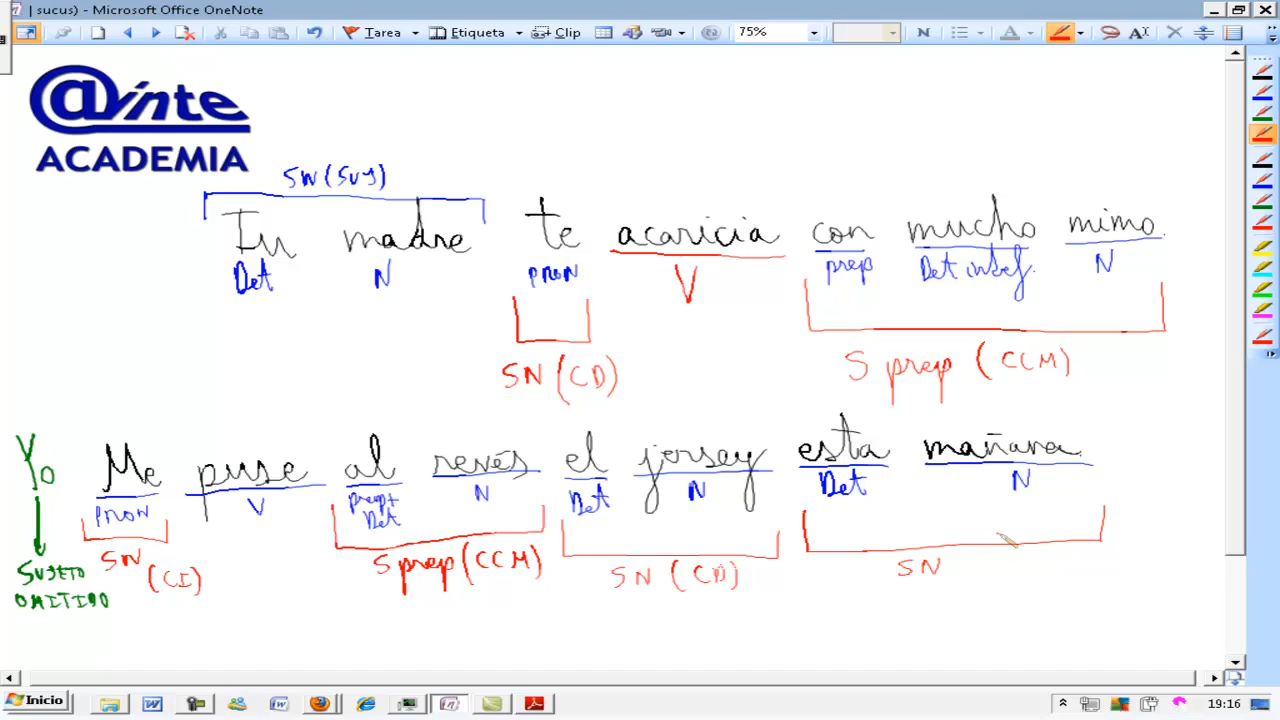 | sucus) - Microsoft Office OneNote
Tarea Etiqueta Clip 75% N A
@inte
ACADEMIA
SN (SUJ)
Tu madre te acaricia con mucho mimo.
Det N PRON V prep Det indef. N
SN (CD) S prep (CCM)
Yo Me puse al revés el jersey esta mañana.
PRON V prep+ Det N Det N Det N
SN (CI) S prep (CCM) SN (CD) SN
SUJETO
OMITIDO
Inicio 19:16